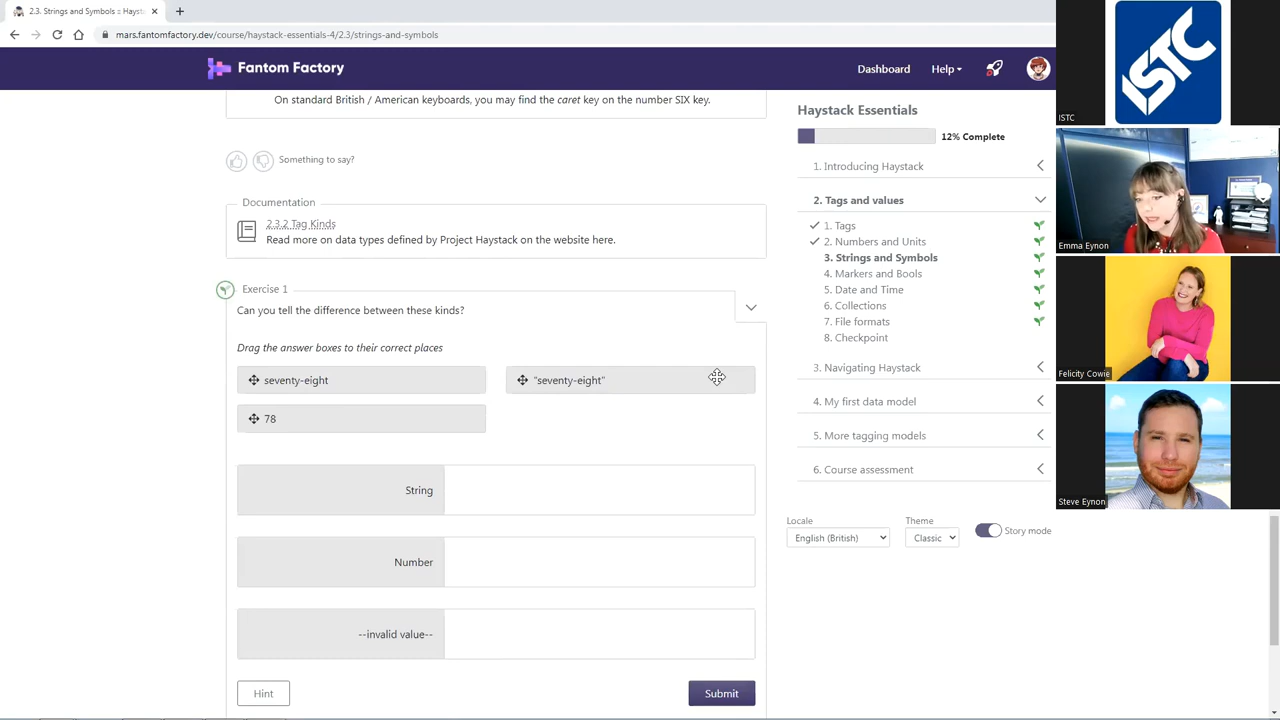 2.3. Strings and Symbols :: Hayst
mars.fantomfactory.dev/course/haystack-essentials-4/2.3/strings-and-symbols
Fantom Factory
Dashboard
Help
On standard British / American keyboards, you may find the caret key on the number SIX key.
Something to say?
Documentation
2.3.2 Tag Kinds
Read more on data types defined by Project Haystack on the website here.
Exercise 1
Can you tell the difference between these kinds?
Drag the answer boxes to their correct places
seventy-eight
"seventy-eight"
78
String
Number
--invalid value--
Hint
Submit
Haystack Essentials
12% Complete
1. Introducing Haystack
2. Tags and values
1. Tags
2. Numbers and Units
3. Strings and Symbols
4. Markers and Bools
5. Date and Time
6. Collections
7. File formats
8. Checkpoint
3. Navigating Haystack
4. My first data model
5. More tagging models
6. Course assessment
Locale
English (British)
Theme
Classic
Story mode
ISTC
ISTC
Emma Eynon
Felicity Cowie
Steve Eynon